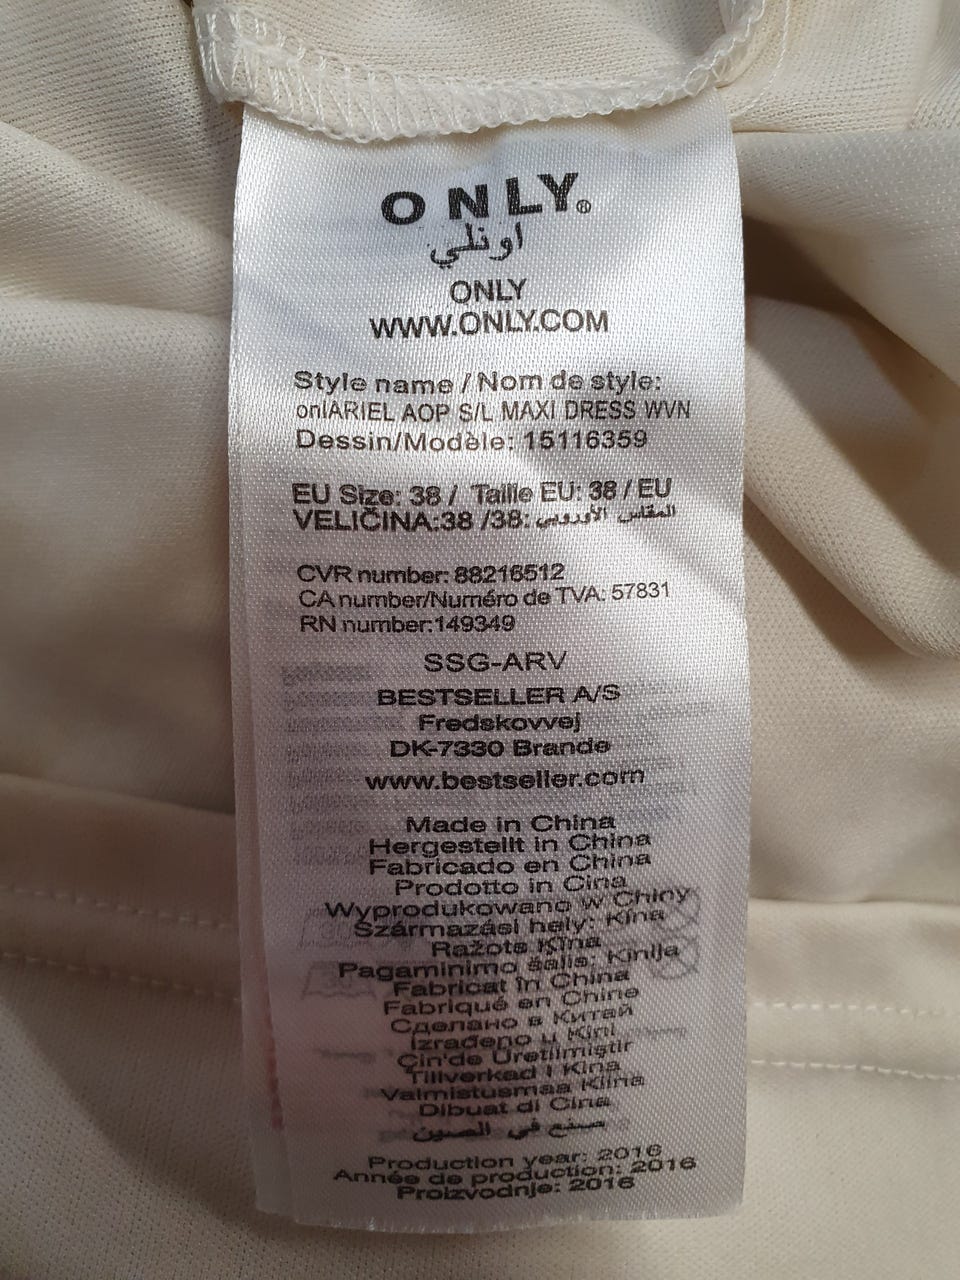 ONLY®
اونلي
ONLY
WWW.ONLY.COM
Style name / Nom de style:
onlARIEL AOP S/L MAXI DRESS WVN
Dessin/Modèle: 15116359
EU Size: 38 / Taille EU: 38 / EU
VELIČINA:38 /38: المقاس الأوروبي
CVR number: 88216512
CA number/Numéro de TVA: 57831
RN number:149349
SSG-ARV
BESTSELLER A/S
Fredskovvej
DK-7330 Brande
www.bestseller.com
Made in China
Hergestellt in China
Fabricado en China
Prodotto in Cina
Wyprodukowano w Chiny
Származási hely: Kína
Ražots Ķīna
Pagaminimo šalis: Kinija
Fabricat în China
Fabriqué en Chine
Сделано в Китай
Izrađeno u Kini
Çin'de Üretilmiştir
Tillverkad i Kina
Valmistusmaa Kiina
Dibuat di Cina
صنع في الصين
Production year: 2016
Année de production: 2016
Proizvodnje: 2016